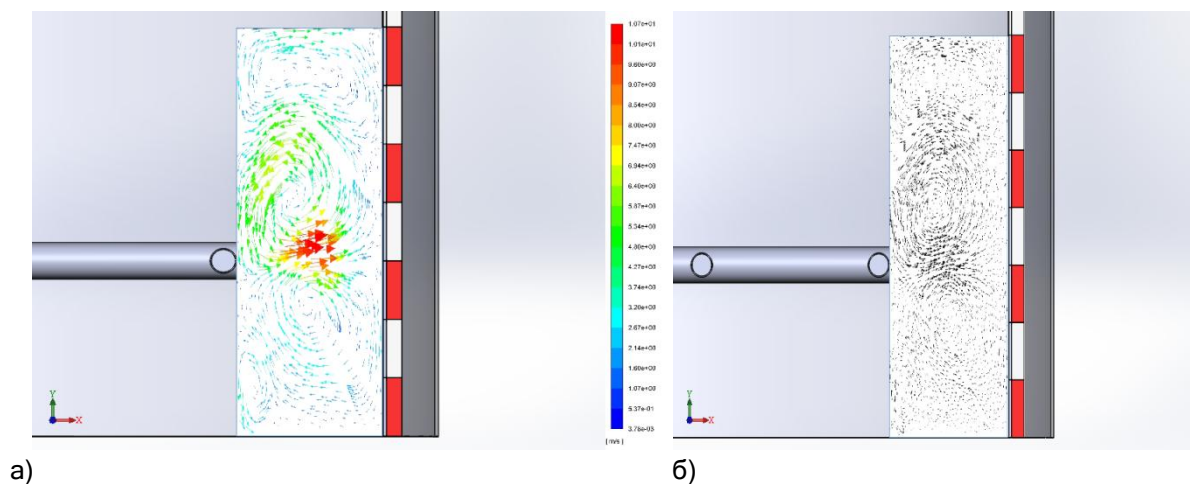 1.07e+01
1.01e+01
9.60e+00
9.07e+00
8.54e+00
8.00e+00
7.47e+00
6.94e+00
6.40e+00
5.87e+00
5.34e+00
4.80e+00
4.27e+00
3.74e+00
3.20e+00
2.67e+00
2.14e+00
1.60e+00
1.07e+00
5.37e-01
3.76e-03
[m/s]
Y
X
Y
X
а)
б)